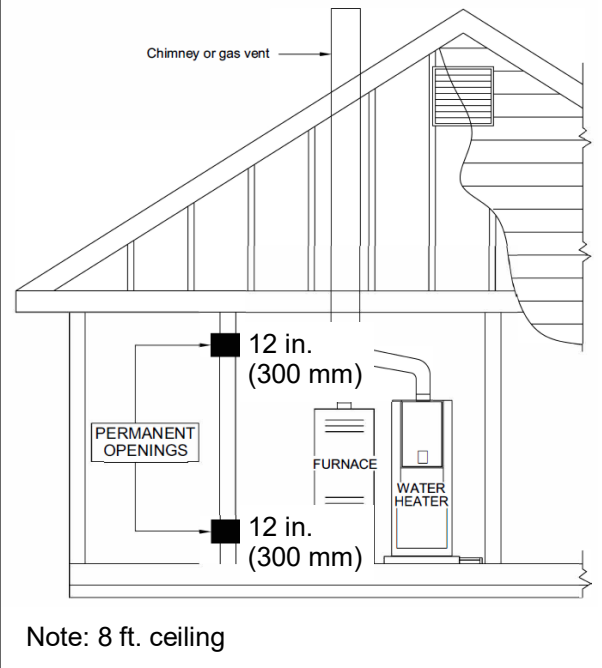 Chimney or gas vent
12 in.
(300 mm)
PERMANENT
OPENINGS
FURNACE
WATER
HEATER
12 in.
(300 mm)
Note: 8 ft. ceiling